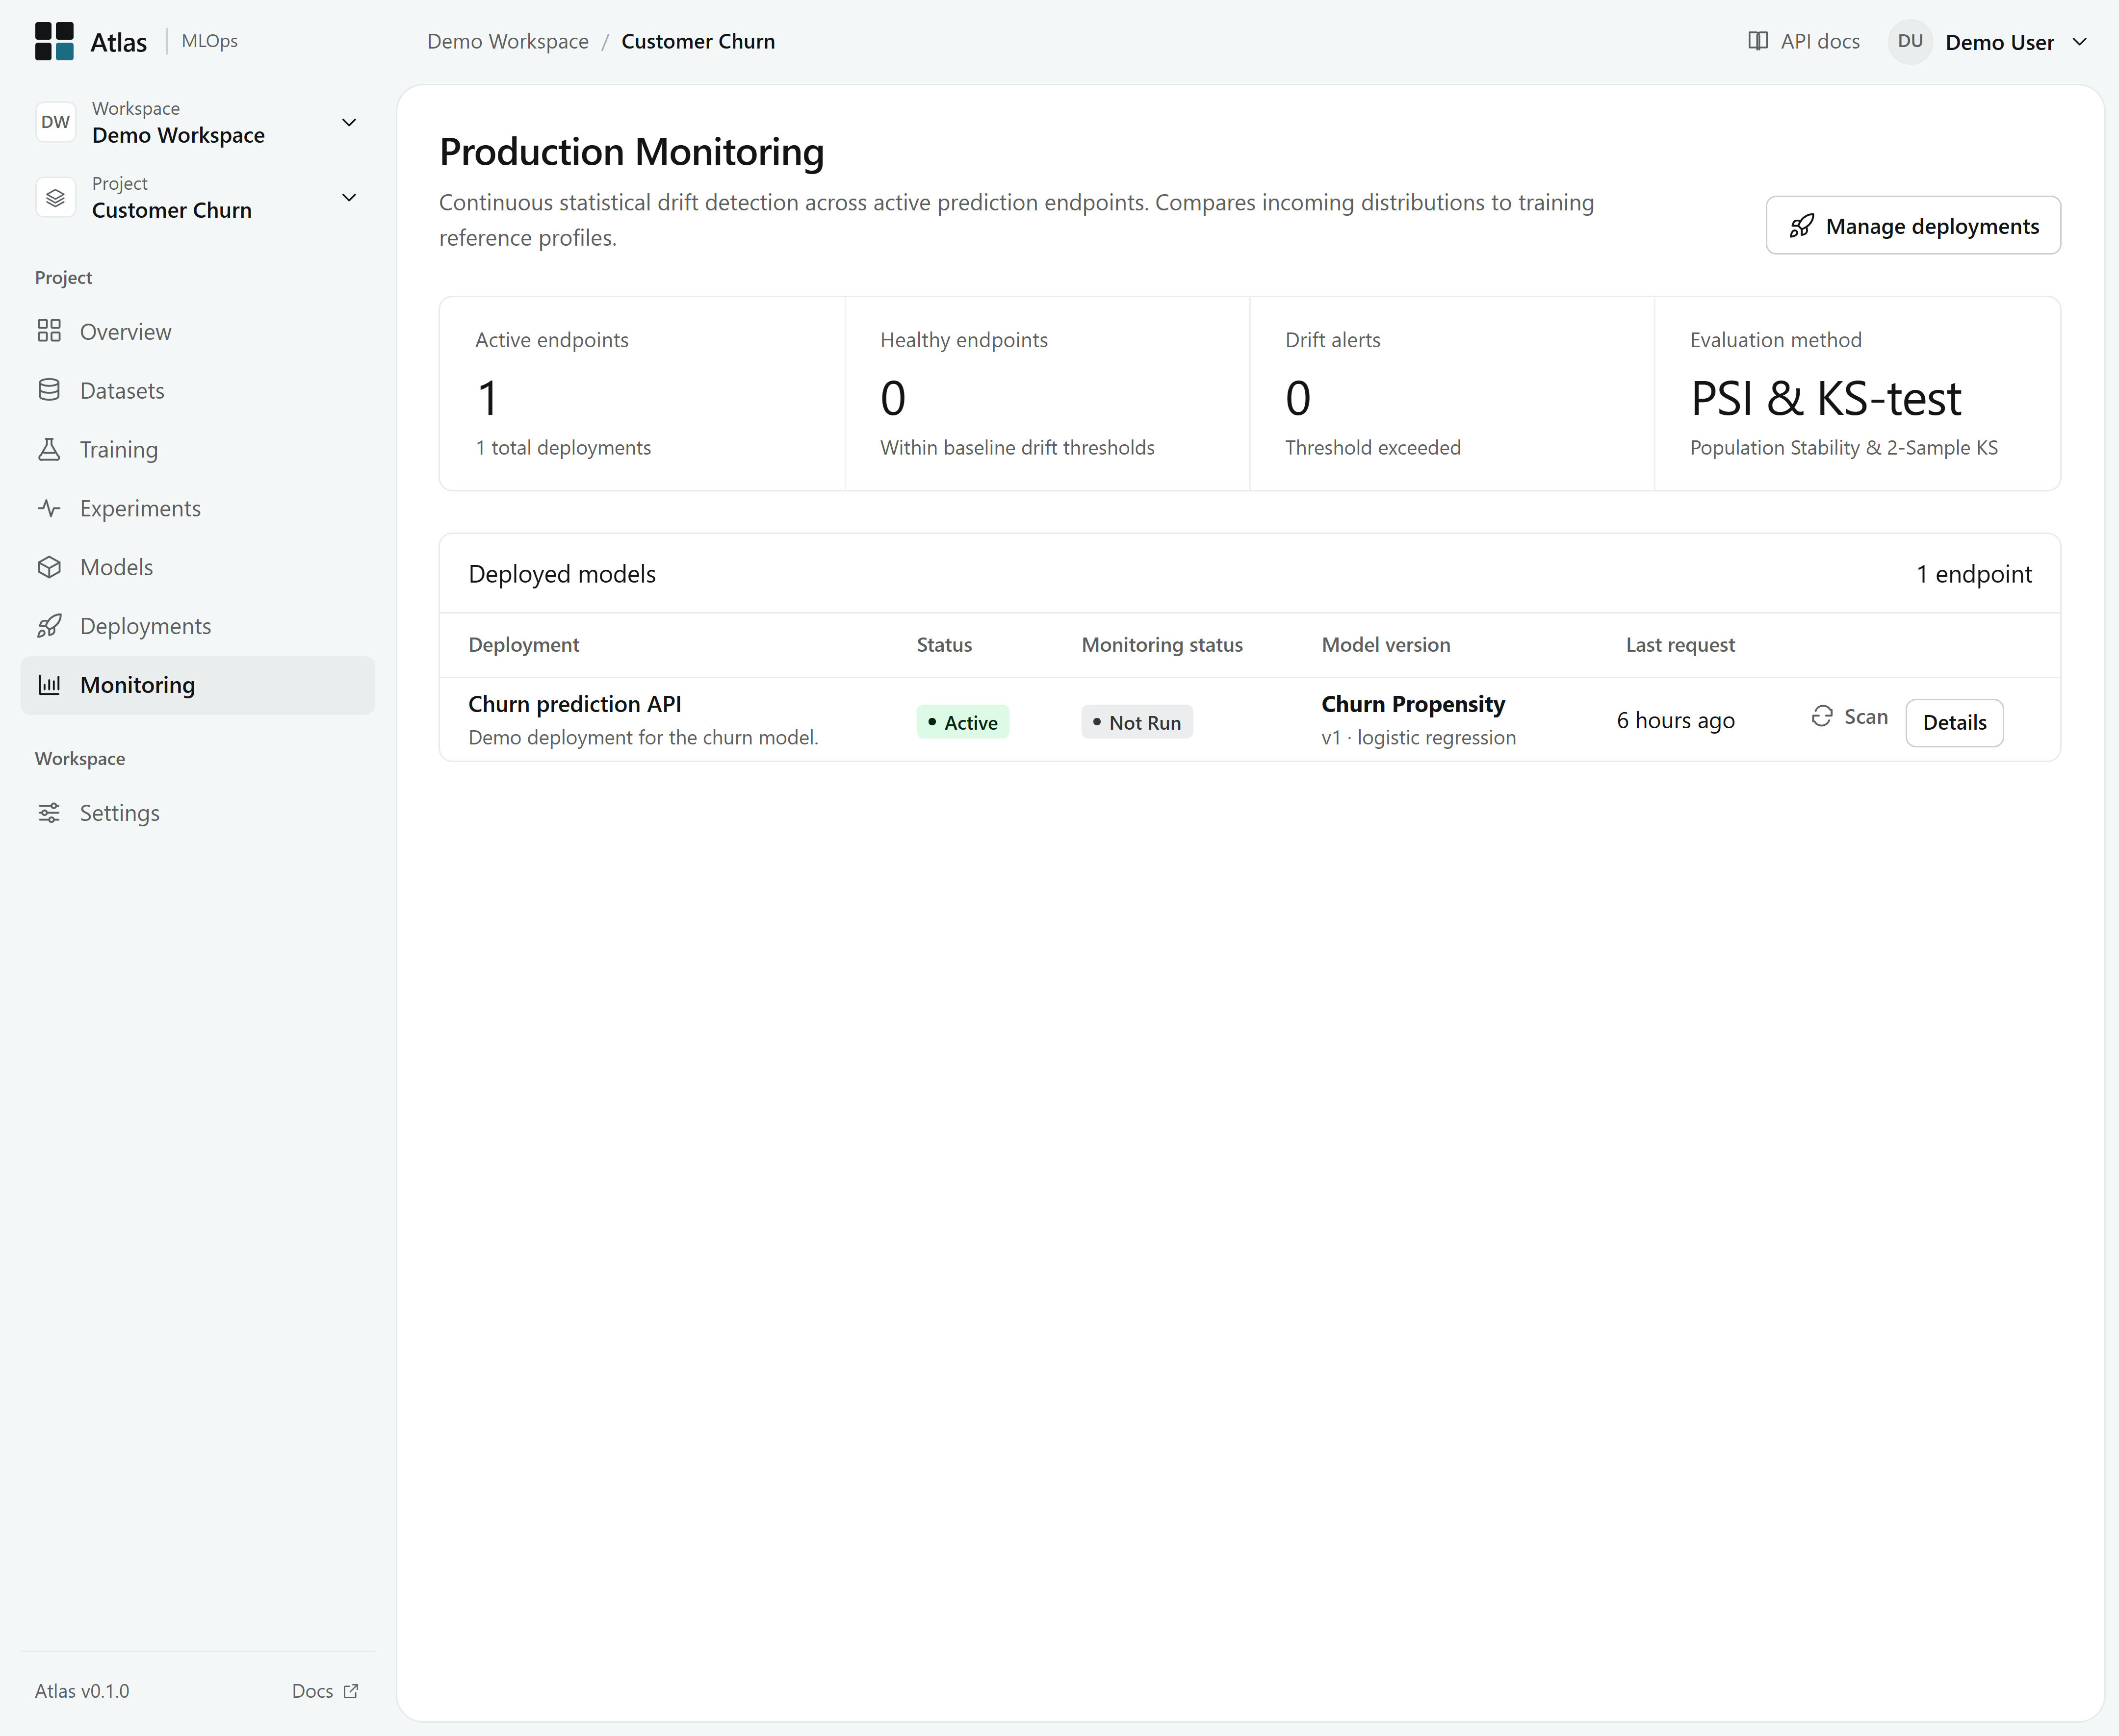 Atlas
MLOps
Demo Workspace / Customer Churn
API docs
DU
Demo User
DW
Workspace
Demo Workspace
Project
Customer Churn
Project
Overview
Datasets
Training
Experiments
Models
Deployments
Monitoring
Workspace
Settings
Atlas v0.1.0
Docs
Production Monitoring
Continuous statistical drift detection across active prediction endpoints. Compares incoming distributions to training
reference profiles.
Manage deployments
Active endpoints
1
1 total deployments
Healthy endpoints
0
Within baseline drift thresholds
Drift alerts
0
Threshold exceeded
Evaluation method
PSI & KS-test
Population Stability & 2-Sample KS
Deployed models
1 endpoint
Deployment
Status
Monitoring status
Model version
Last request
Churn prediction API
Demo deployment for the churn model.
Active
Not Run
Churn Propensity
v1 · logistic regression
6 hours ago
Scan
Details